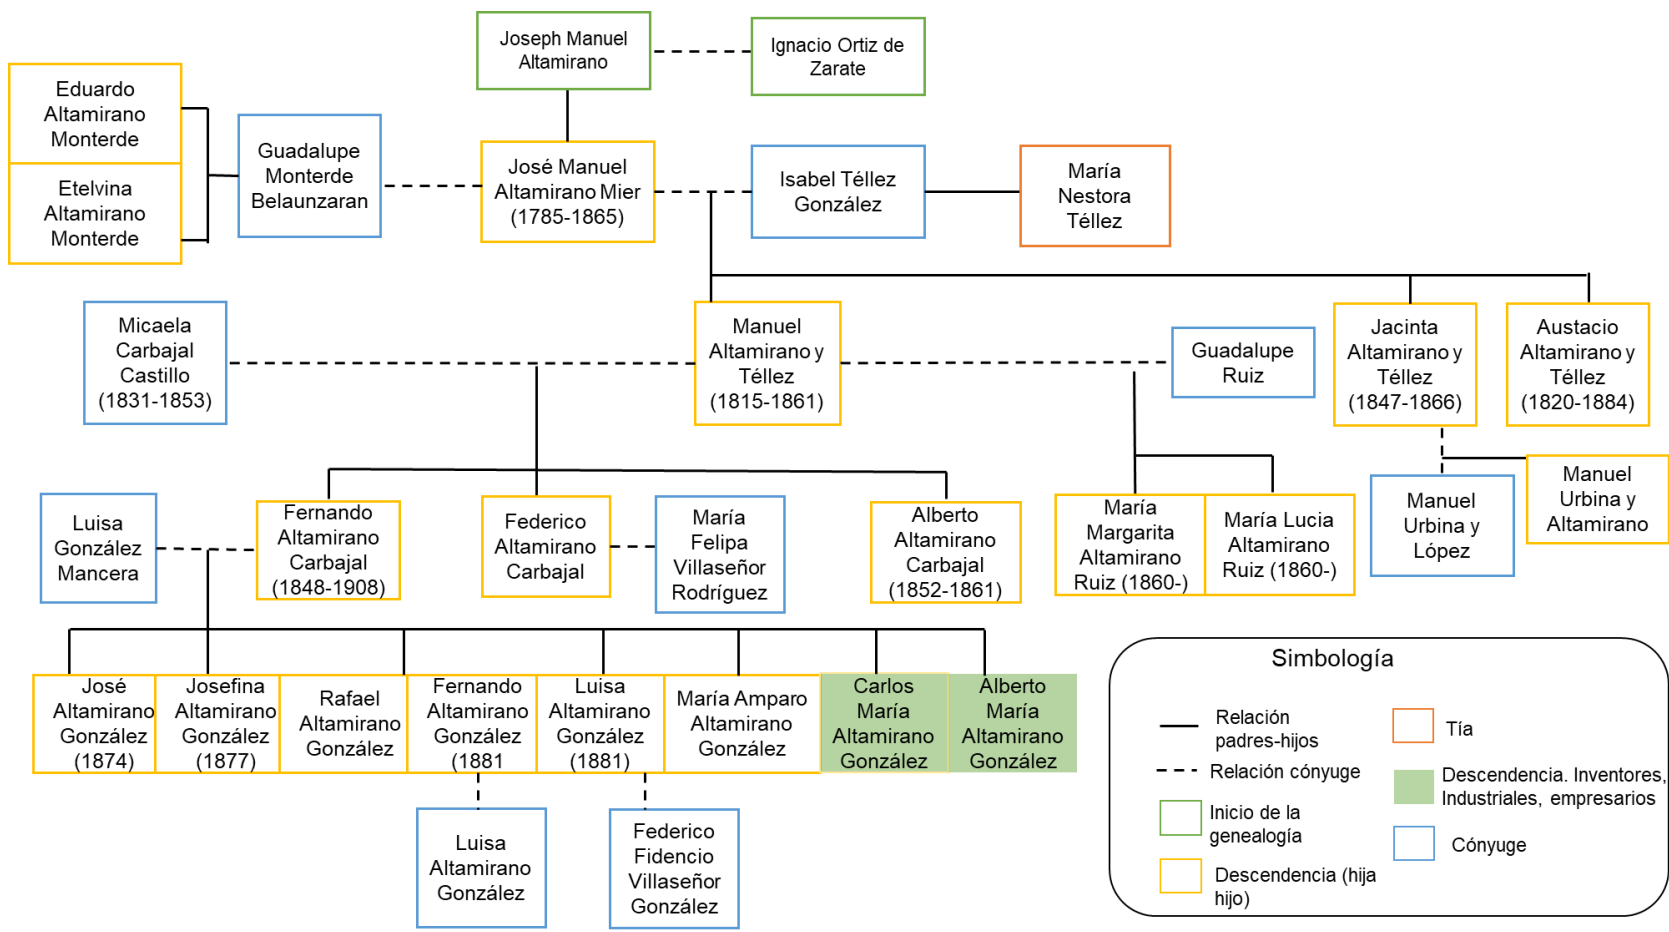 Joseph Manuel
Altamirano
Ignacio Ortiz de
Zarate
Eduardo
Altamirano
Monterde
Etelvina
Altamirano
Monterde
Guadalupe
Monterde
Belaunzaran
José Manuel
Altamirano Mier
(1785-1865)
Isabel Téllez
González
María
Nestora
Téllez
Micaela
Carbajal
Castillo
(1831-1853)
Manuel
Altamirano y
Téllez
(1815-1861)
Guadalupe
Ruiz
Jacinta
Altamirano y
Téllez
(1847-1866)
Austacio
Altamirano y
Téllez
(1820-1884)
Luisa
González
Mancera
Fernando
Altamirano
Carbajal
(1848-1908)
Federico
Altamirano
Carbajal
María
Felipa
Villaseñor
Rodríguez
Alberto
Altamirano
Carbajal
(1852-1861)
María
Margarita
Altamirano
Ruiz (1860-)
María Lucia
Altamirano
Ruiz (1860-)
Manuel
Urbina y
López
Manuel
Urbina y
Altamirano
José
Altamirano
González
(1874)
Josefina
Altamirano
González
(1877)
Rafael
Altamirano
González
Fernando
Altamirano
González
(1881
Luisa
Altamirano
González
(1881)
María Amparo
Altamirano
González
Carlos
María
Altamirano
González
Alberto
María
Altamirano
González
Luisa
Altamirano
González
Federico
Fidencio
Villaseñor
González
Simbología
Relación
padres-hijos
Relación cónyuge
Inicio de la
genealogía
Descendencia (hija
hijo)
Tía
Descendencia. Inventores,
Industriales, empresarios
Cónyuge